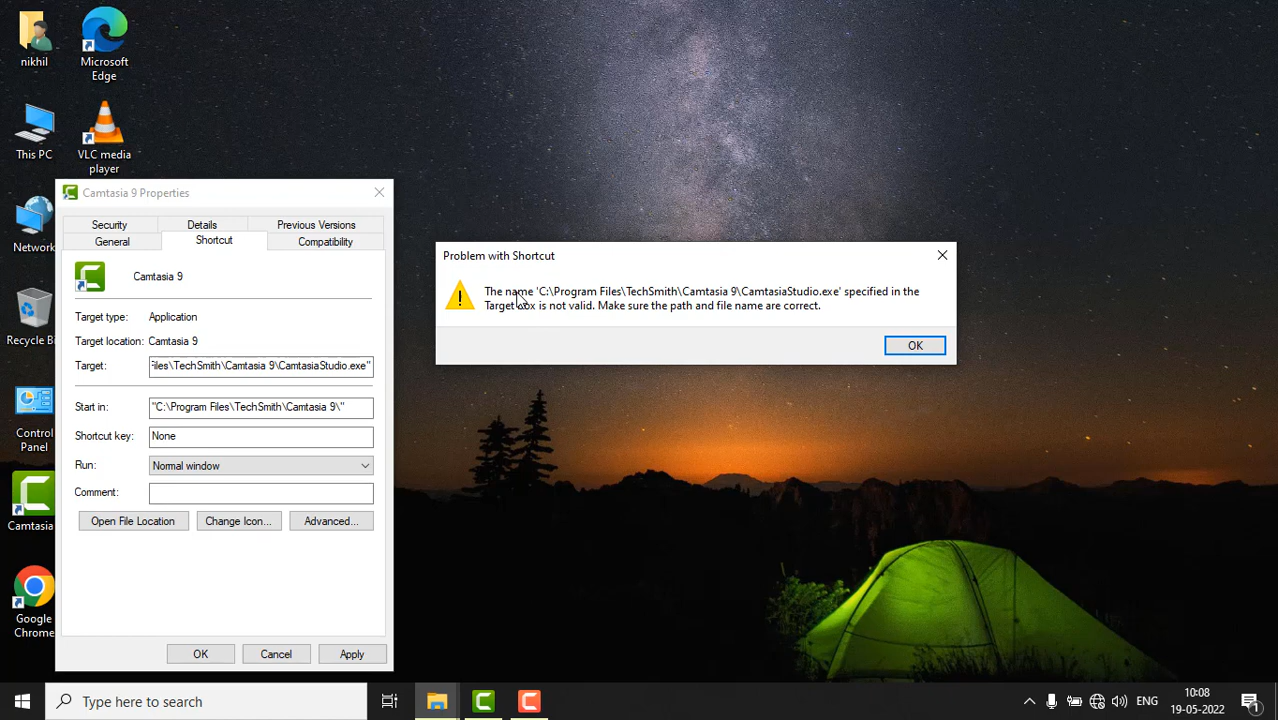 nikhil
Microsoft
Edge
This PC
VLC media
player
Network
Recycle Bi
Control
Panel
Camtasia
Google
Chrome
Camtasia 9 Properties
Security
Details
Previous Versions
General
Shortcut
Compatibility
Camtasia 9
Target type:
Application
Target location:
Camtasia 9
Target:
Files\TechSmith\Camtasia 9\CamtasiaStudio.exe"
Start in:
"C:\Program Files\TechSmith\Camtasia 9\"
Shortcut key:
None
Run:
Normal window
Comment:
Open File Location
Change Icon...
Advanced...
OK
Cancel
Apply
Problem with Shortcut
The name 'C:\Program Files\TechSmith\Camtasia 9\CamtasiaStudio.exe' specified in the
Target box is not valid. Make sure the path and file name are correct.
OK
Type here to search
ENG
10:08
19-05-2022
1